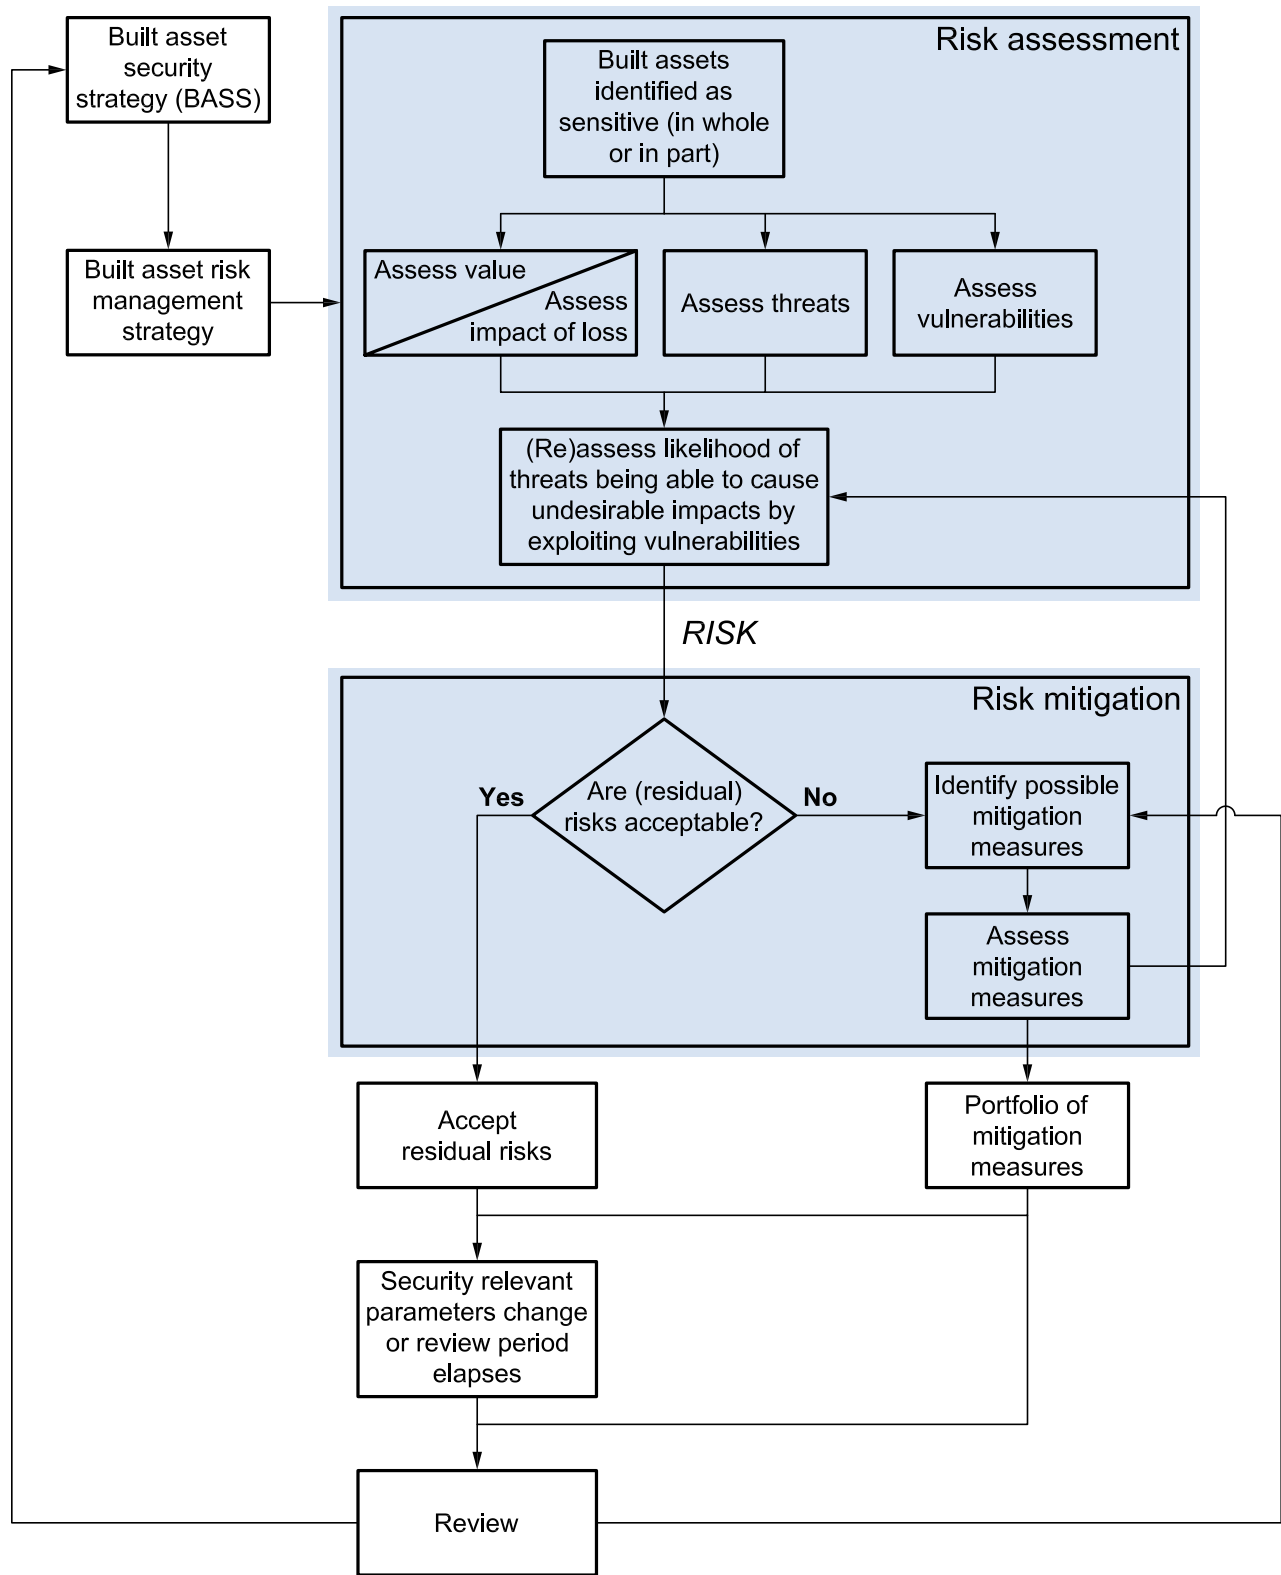 Built asset
security
strategy (BASS)
Risk assessment
Built assets
identified as
sensitive (in whole
or in part)
Built asset risk
management
strategy
Assess value
Assess
impact of loss
Assess threats
Assess
vulnerabilities
(Re)assess likelihood of
threats being able to cause
undesirable impacts by
exploiting vulnerabilities
RISK
Risk mitigation
Yes
Are (residual)
risks acceptable?
No
Identify possible
mitigation
measures
Assess
mitigation
measures
Accept
residual risks
Portfolio of
mitigation
measures
Security relevant
parameters change
or review period
elapses
Review